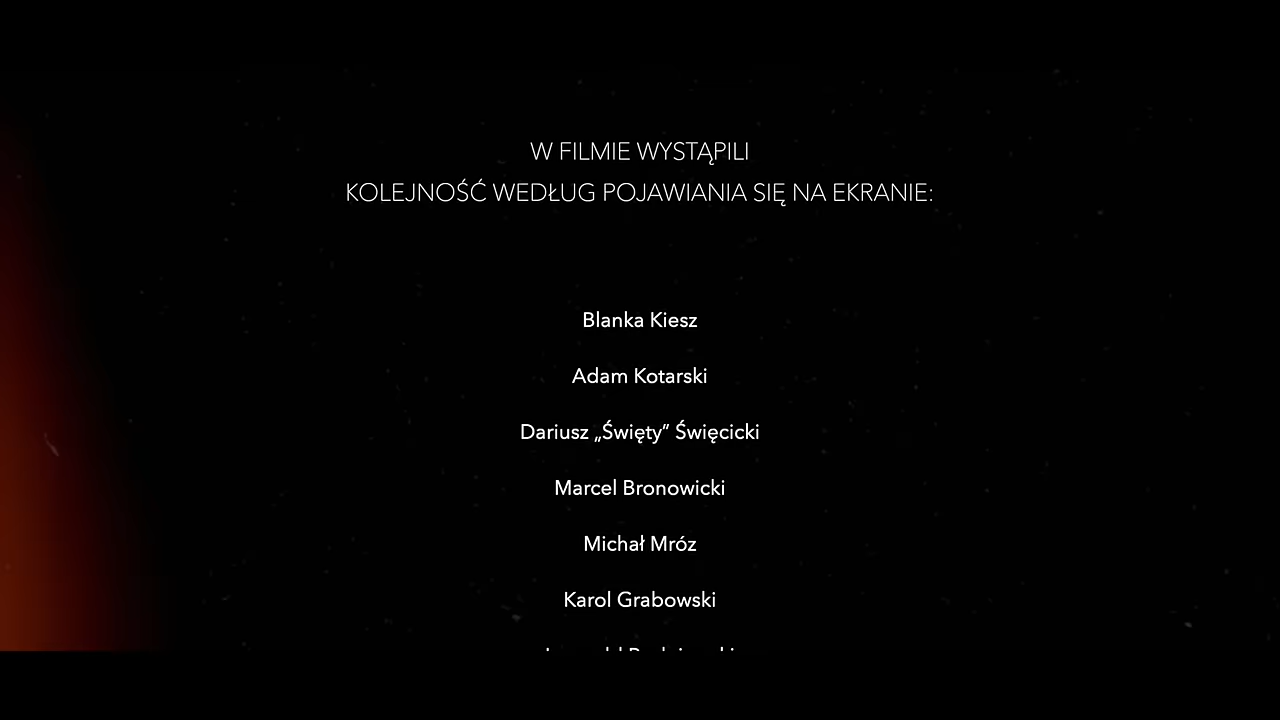 W FILMIE WYSTĄPILI
KOLEJNOŚĆ WEDŁUG POJAWIANIA SIĘ NA EKRANIE:
Blanka Kiesz
Adam Kotarski
Dariusz „Święty” Święcicki
Marcel Bronowicki
Michał Mróz
Karol Grabowski